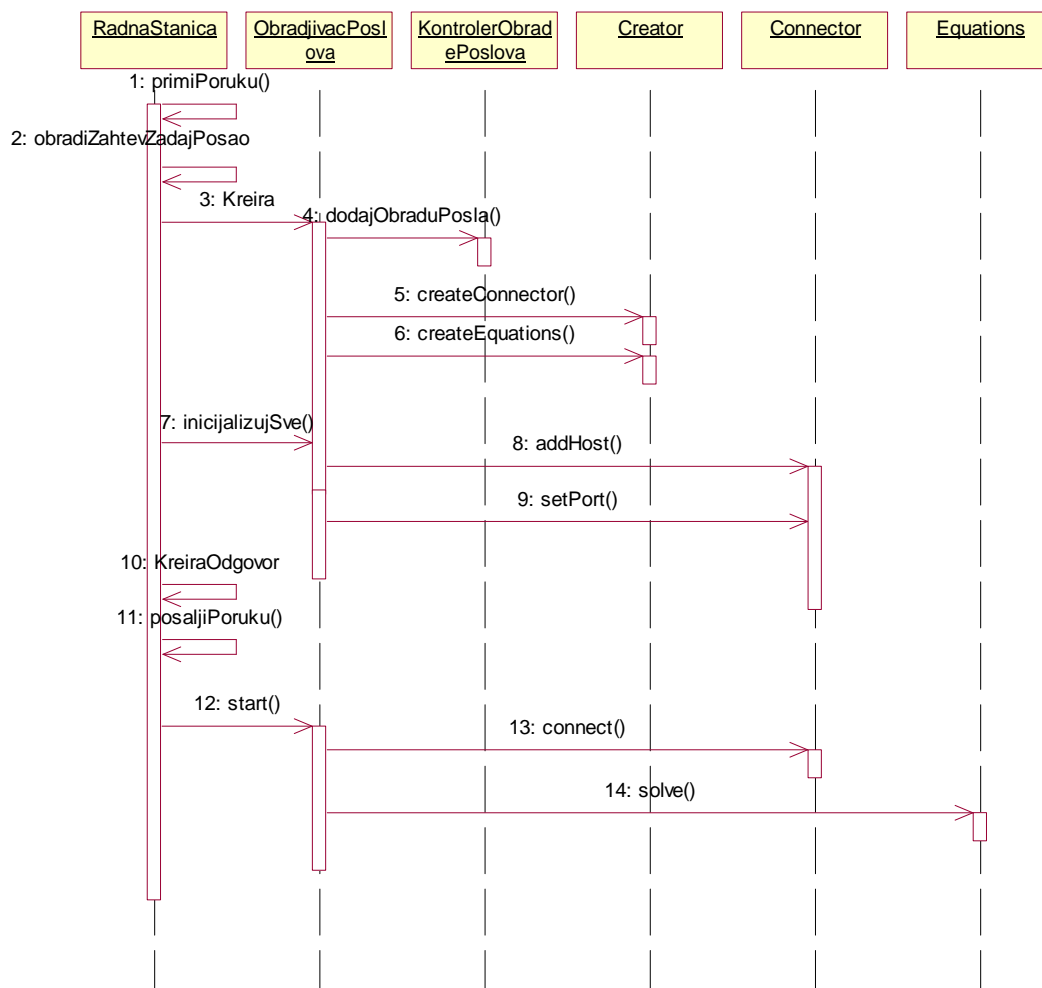 RadnaStanica
ObradjivacPosl
ova
KontrolerObrad
ePoslova
Creator
Connector
Equations
1: primiPoruku()
2: obradiZahtevZadajPosao
3: Kreira
4: dodajObraduPosla()
5: createConnector()
6: createEquations()
7: inicijalizujSve()
8: addHost()
9: setPort()
10: KreiraOdgovor
11: posaljiPoruku()
12: start()
13: connect()
14: solve()